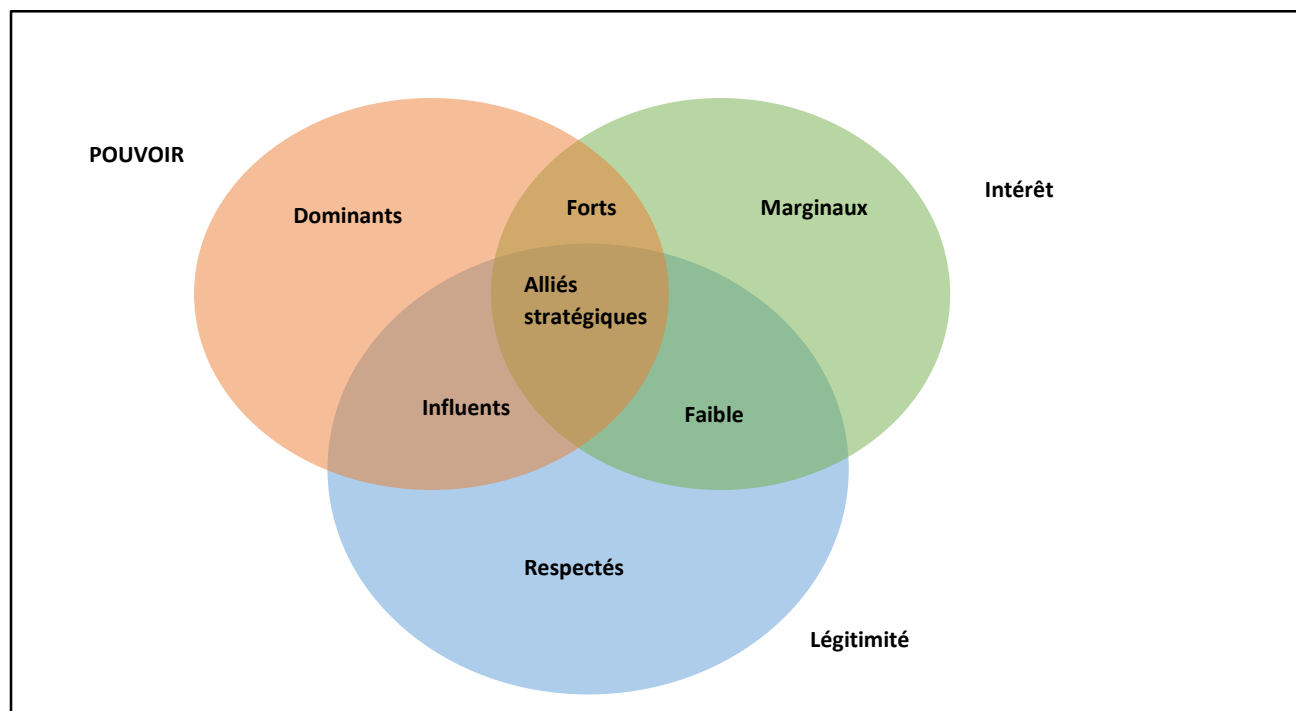 POUVOIR
Intérêt
Dominants
Forts
Marginaux
Alliés
stratégiques
Influents
Faible
Respectés
Légitimité